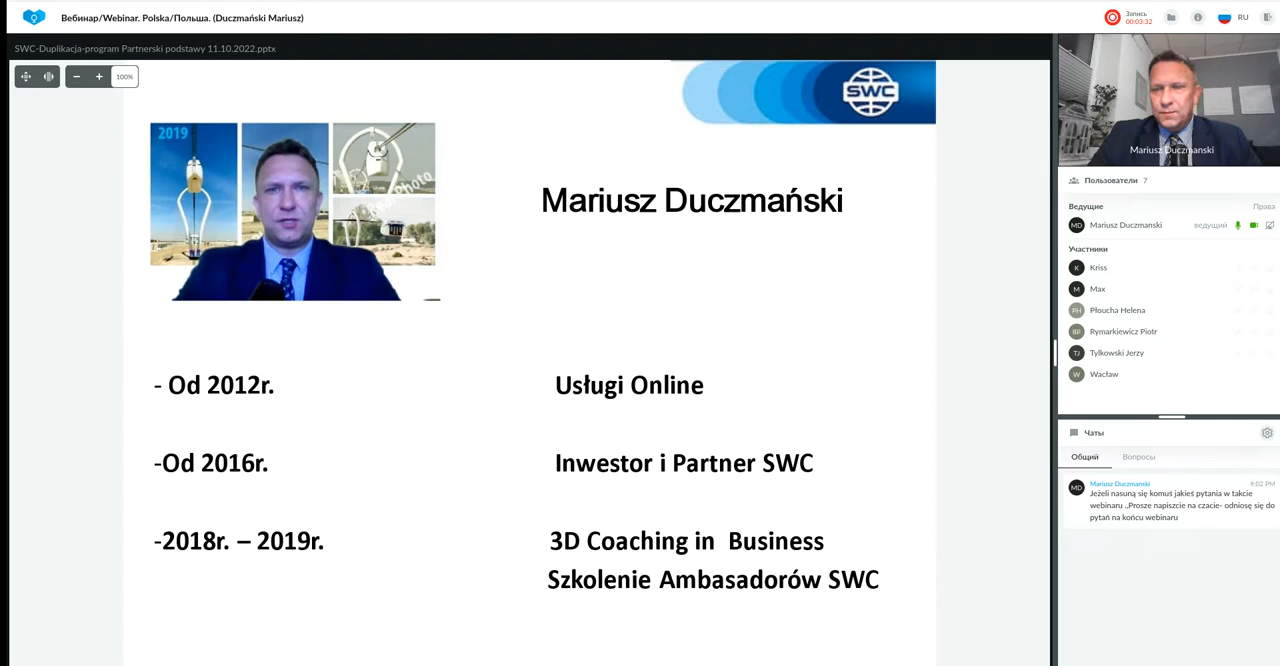 Вебинар/Webinar. Polska/Польша. (Duczmański Mariusz)
Запись
00:03:32
RU
SWC-Duplikacja-program Partnerski podstawy 11.10.2022.pptx
100%
SWC
2019
Real Photo
Mariusz Duczmański
- Od 2012r.
Usługi Online
-Od 2016r.
Inwestor i Partner SWC
-2018r. – 2019r.
3D Coaching in Business
Szkolenie Ambasadorów SWC
Mariusz Duczmanski
Пользователи 7
Ведущие
Права
MD Mariusz Duczmanski ведущий
Участники
K Kriss
M Max
PH Płoucha Helena
RP Rymarkiewicz Piotr
TJ Tylkowski Jerzy
W Wacław
Чаты
Общий
Вопросы
MD Mariusz Duczmanski 9:02 PM
Jeżeli nasuną się komuś jakieś pytania w takcie
webinaru ,,Prosze napiszcie na czacie- odniosę się do
pytań na końcu webinaru